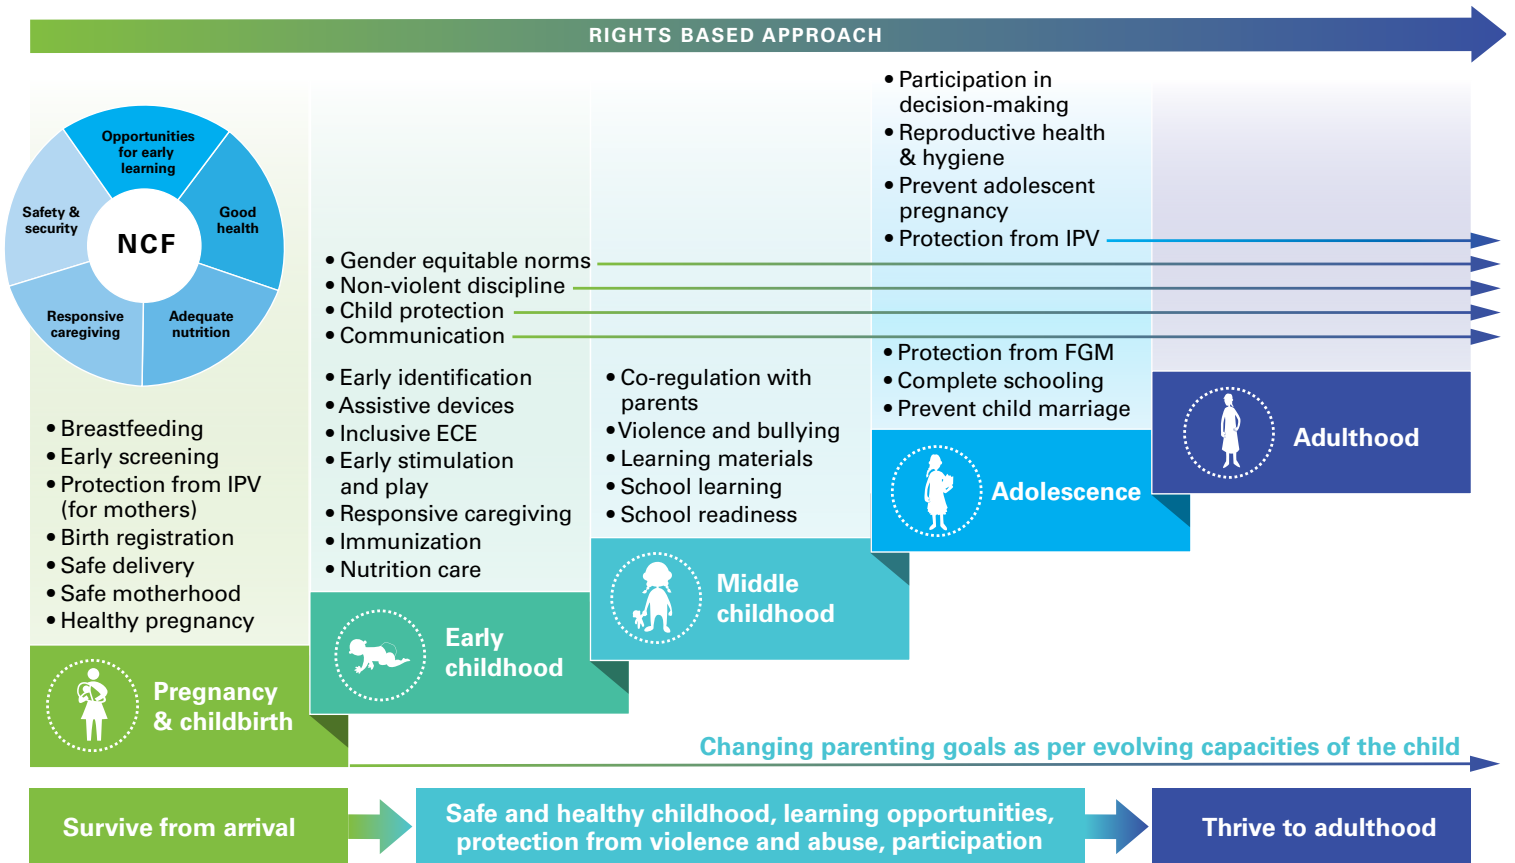 RIGHTS BASED APPROACH
Opportunities
for early
learning
Good
health
Adequate
nutrition
Responsive
caregiving
Safety &
security
NCF
• Breastfeeding
• Early screening
• Protection from IPV
(for mothers)
• Birth registration
• Safe delivery
• Safe motherhood
• Healthy pregnancy
Pregnancy
& childbirth
• Gender equitable norms
• Non-violent discipline
• Child protection
• Communication
• Early identification
• Assistive devices
• Inclusive ECE
• Early stimulation
and play
• Responsive caregiving
• Immunization
• Nutrition care
Early
childhood
• Co-regulation with
parents
• Violence and bullying
• Learning materials
• School learning
• School readiness
Middle
childhood
• Participation in
decision-making
• Reproductive health
& hygiene
• Prevent adolescent
pregnancy
• Protection from IPV
• Protection from FGM
• Complete schooling
• Prevent child marriage
Adolescence
Adulthood
Changing parenting goals as per evolving capacities of the child
Survive from arrival
Safe and healthy childhood, learning opportunities,
protection from violence and abuse, participation
Thrive to adulthood